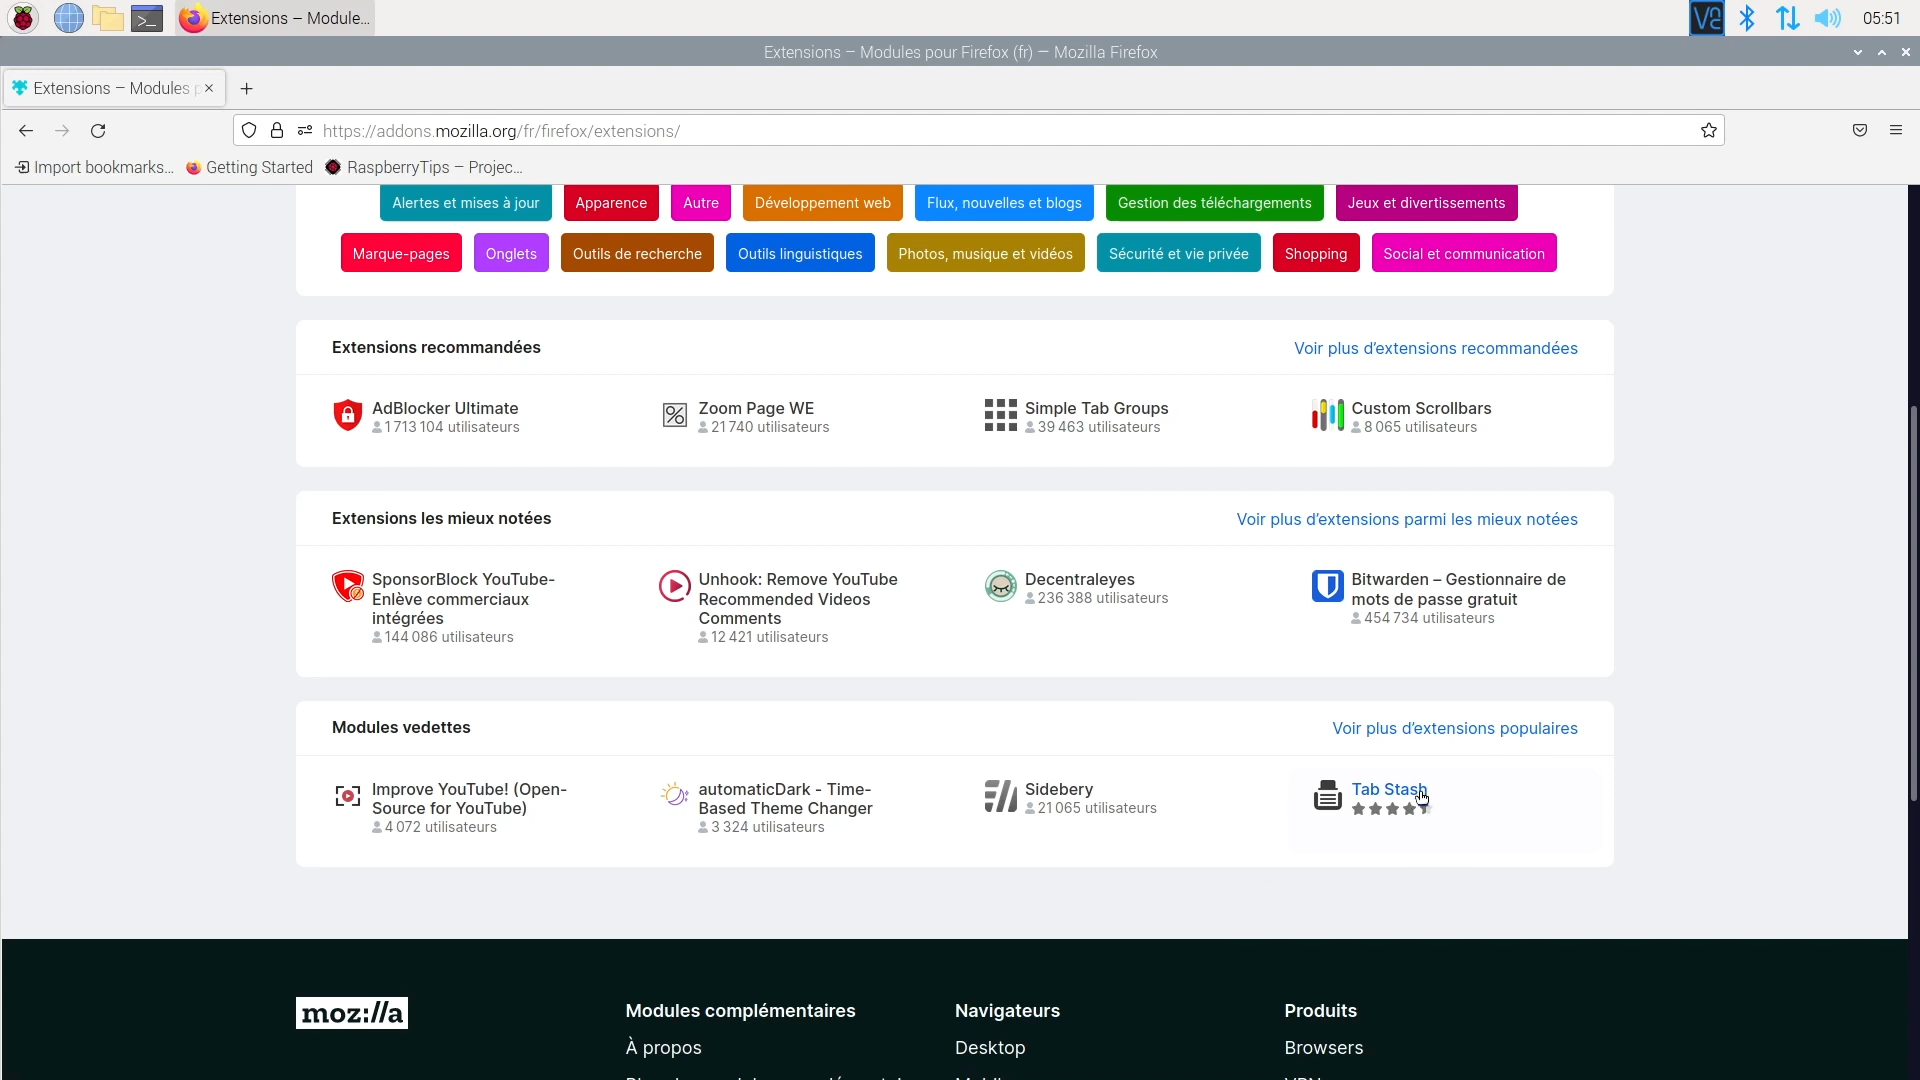 Extensions – Module...
05:51
Extensions – Modules pour Firefox (fr) — Mozilla Firefox
Extensions – Modules p
https://addons.mozilla.org/fr/firefox/extensions/
Import bookmarks...
Getting Started
RaspberryTips – Projec...
Alertes et mises à jour
Apparence
Autre
Développement web
Flux, nouvelles et blogs
Gestion des téléchargements
Jeux et divertissements
Marque-pages
Onglets
Outils de recherche
Outils linguistiques
Photos, musique et vidéos
Sécurité et vie privée
Shopping
Social et communication
Extensions recommandées
Voir plus d’extensions recommandées
AdBlocker Ultimate
1 713 104 utilisateurs
Zoom Page WE
21 740 utilisateurs
Simple Tab Groups
39 463 utilisateurs
Custom Scrollbars
8 065 utilisateurs
Extensions les mieux notées
Voir plus d’extensions parmi les mieux notées
SponsorBlock YouTube-
Enlève commerciaux
intégrées
144 086 utilisateurs
Unhook: Remove YouTube
Recommended Videos
Comments
12 421 utilisateurs
Decentraleyes
236 388 utilisateurs
Bitwarden – Gestionnaire de
mots de passe gratuit
454 734 utilisateurs
Modules vedettes
Voir plus d’extensions populaires
Improve YouTube! (Open-
Source for YouTube)
4 072 utilisateurs
automaticDark - Time-
Based Theme Changer
3 324 utilisateurs
Sidebery
21 065 utilisateurs
Tab Stash
moz://a
Modules complémentaires
Navigateurs
Produits
À propos
Desktop
Browsers